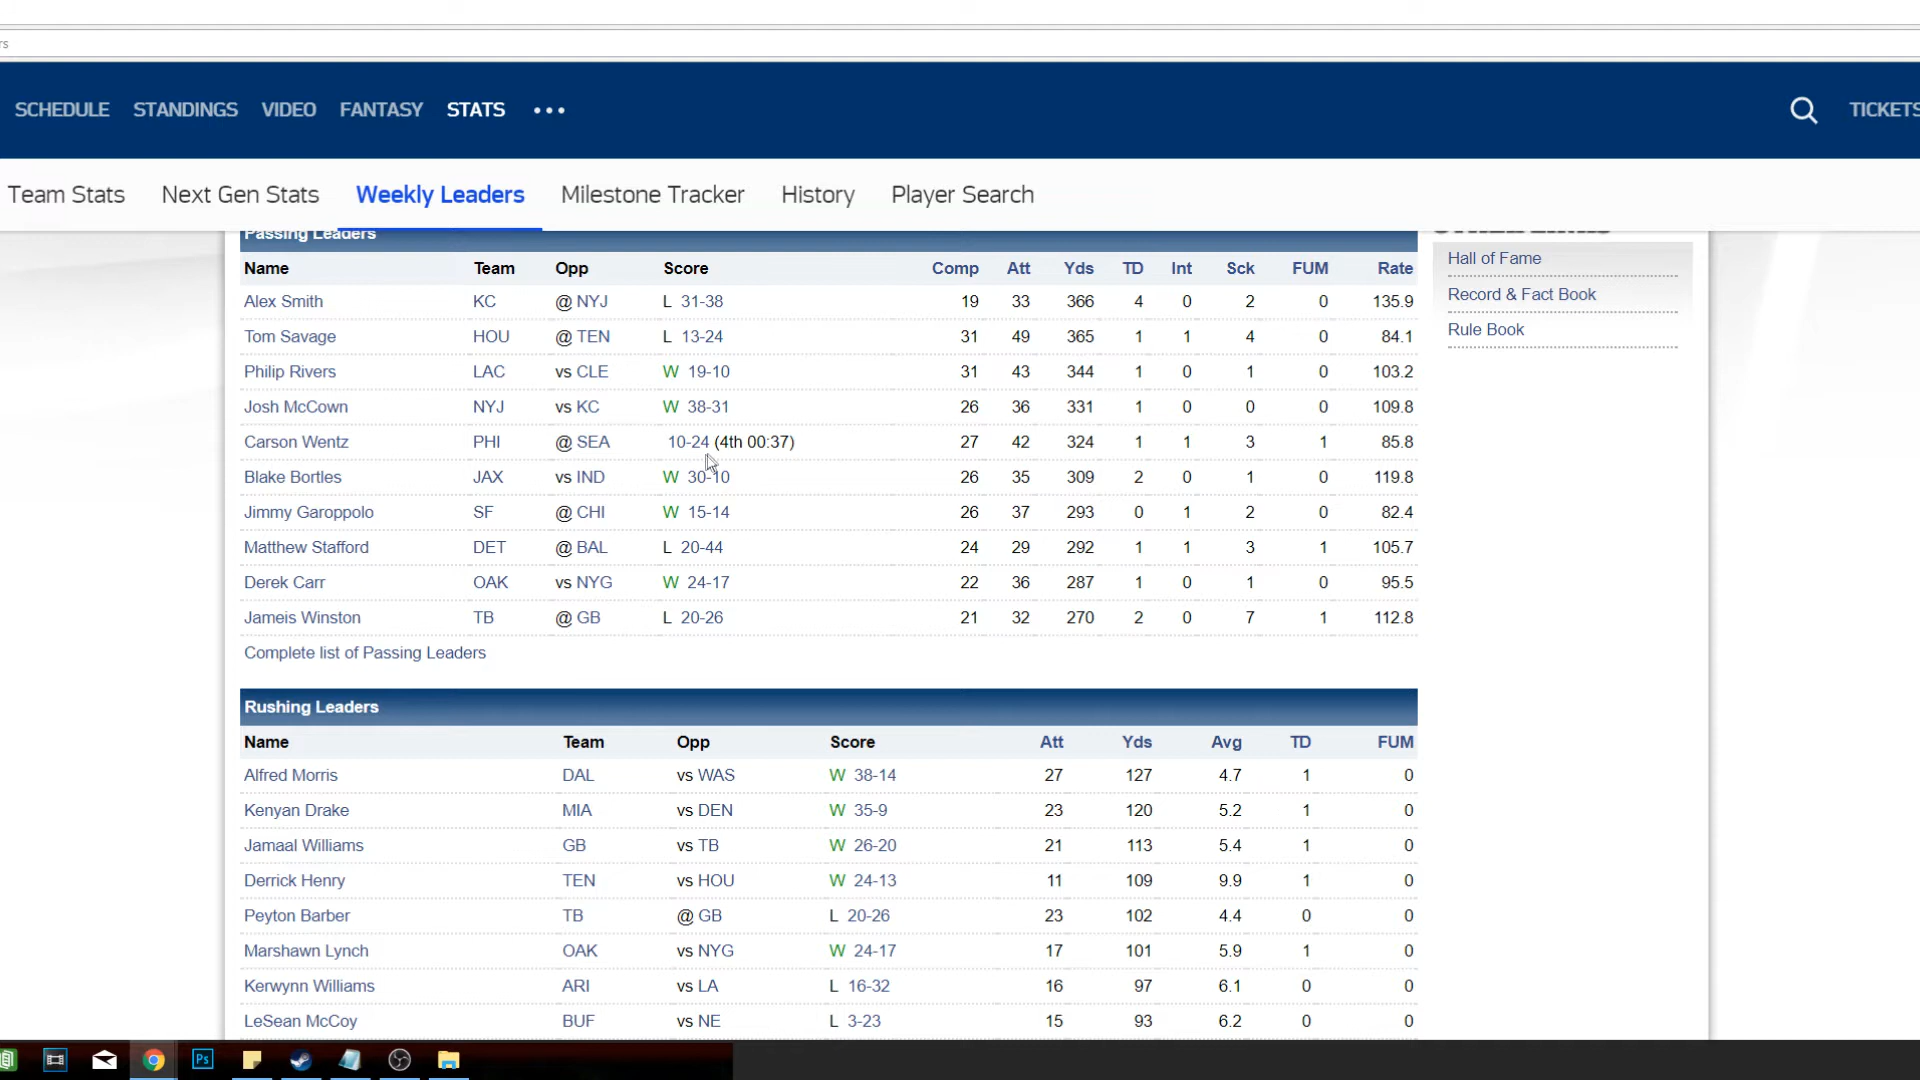 rs
SCHEDULE STANDINGS VIDEO FANTASY STATS ••• TICKETS
Team Stats Next Gen Stats Weekly Leaders Milestone Tracker History Player Search
Passing Leaders
Name Team Opp Score Comp Att Yds TD Int Sck FUM Rate
Alex Smith KC @ NYJ L 31-38 19 33 366 4 0 2 0 135.9
Tom Savage HOU @ TEN L 13-24 31 49 365 1 1 4 0 84.1
Philip Rivers LAC vs CLE W 19-10 31 43 344 1 0 1 0 103.2
Josh McCown NYJ vs KC W 38-31 26 36 331 1 0 0 0 109.8
Carson Wentz PHI @ SEA 10-24 (4th 00:37) 27 42 324 1 1 3 1 85.8
Blake Bortles JAX vs IND W 30-10 26 35 309 2 0 1 0 119.8
Jimmy Garoppolo SF @ CHI W 15-14 26 37 293 0 1 2 0 82.4
Matthew Stafford DET @ BAL L 20-44 24 29 292 1 1 3 1 105.7
Derek Carr OAK vs NYG W 24-17 22 36 287 1 0 1 0 95.5
Jameis Winston TB @ GB L 20-26 21 32 270 2 0 7 1 112.8
Complete list of Passing Leaders
Hall of Fame
Record & Fact Book
Rule Book
Rushing Leaders
Name Team Opp Score Att Yds Avg TD FUM
Alfred Morris DAL vs WAS W 38-14 27 127 4.7 1 0
Kenyan Drake MIA vs DEN W 35-9 23 120 5.2 1 0
Jamaal Williams GB vs TB W 26-20 21 113 5.4 1 0
Derrick Henry TEN vs HOU W 24-13 11 109 9.9 1 0
Peyton Barber TB @ GB L 20-26 23 102 4.4 0 0
Marshawn Lynch OAK vs NYG W 24-17 17 101 5.9 1 0
Kerwynn Williams ARI vs LA L 16-32 16 97 6.1 0 0
LeSean McCoy BUF vs NE L 3-23 15 93 6.2 0 0
Ps